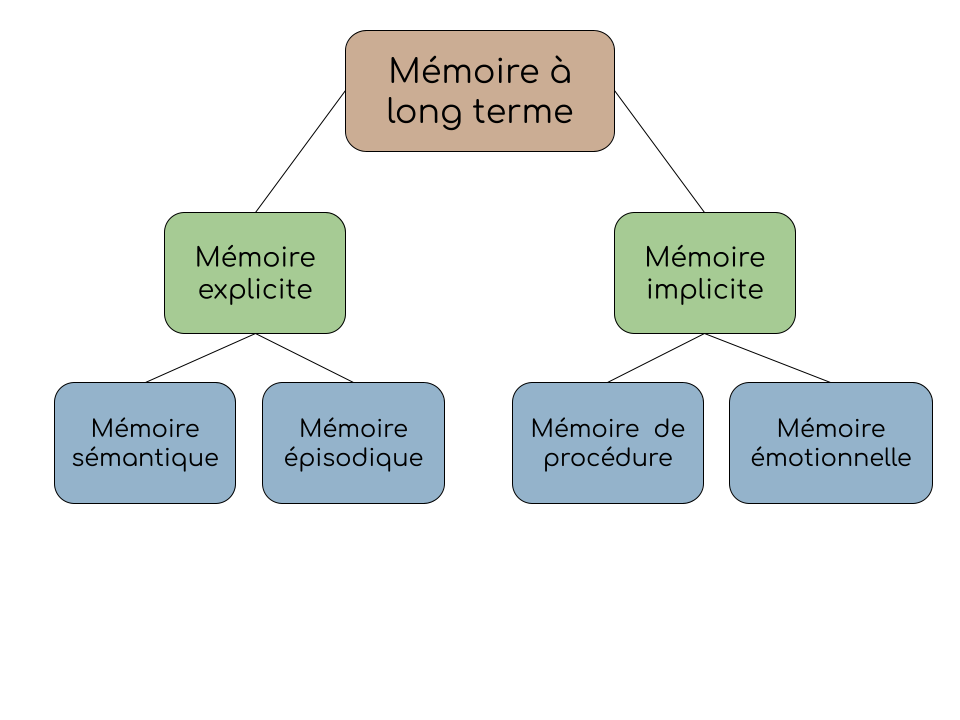 Mémoire à
long terme
Mémoire
explicite
Mémoire
implicite
Mémoire
sémantique
Mémoire
épisodique
Mémoire  de
procédure
Mémoire
émotionnelle